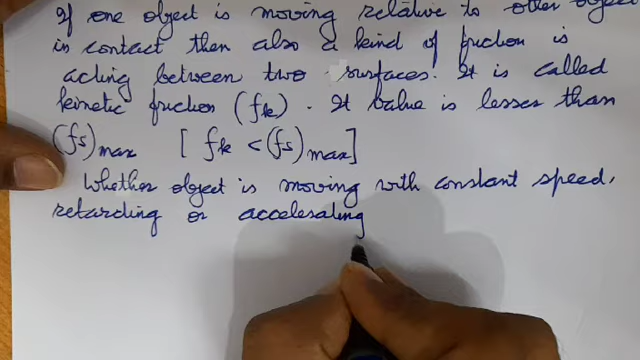 If one object is moving relative to other object
in contact then also a kind of friction is
acting between two surfaces. It is called
kinetic friction (fk). It value is lesser than
(fs)max [fk < (fs)max]
Whether object is moving with constant speed,
retarding or accelerating